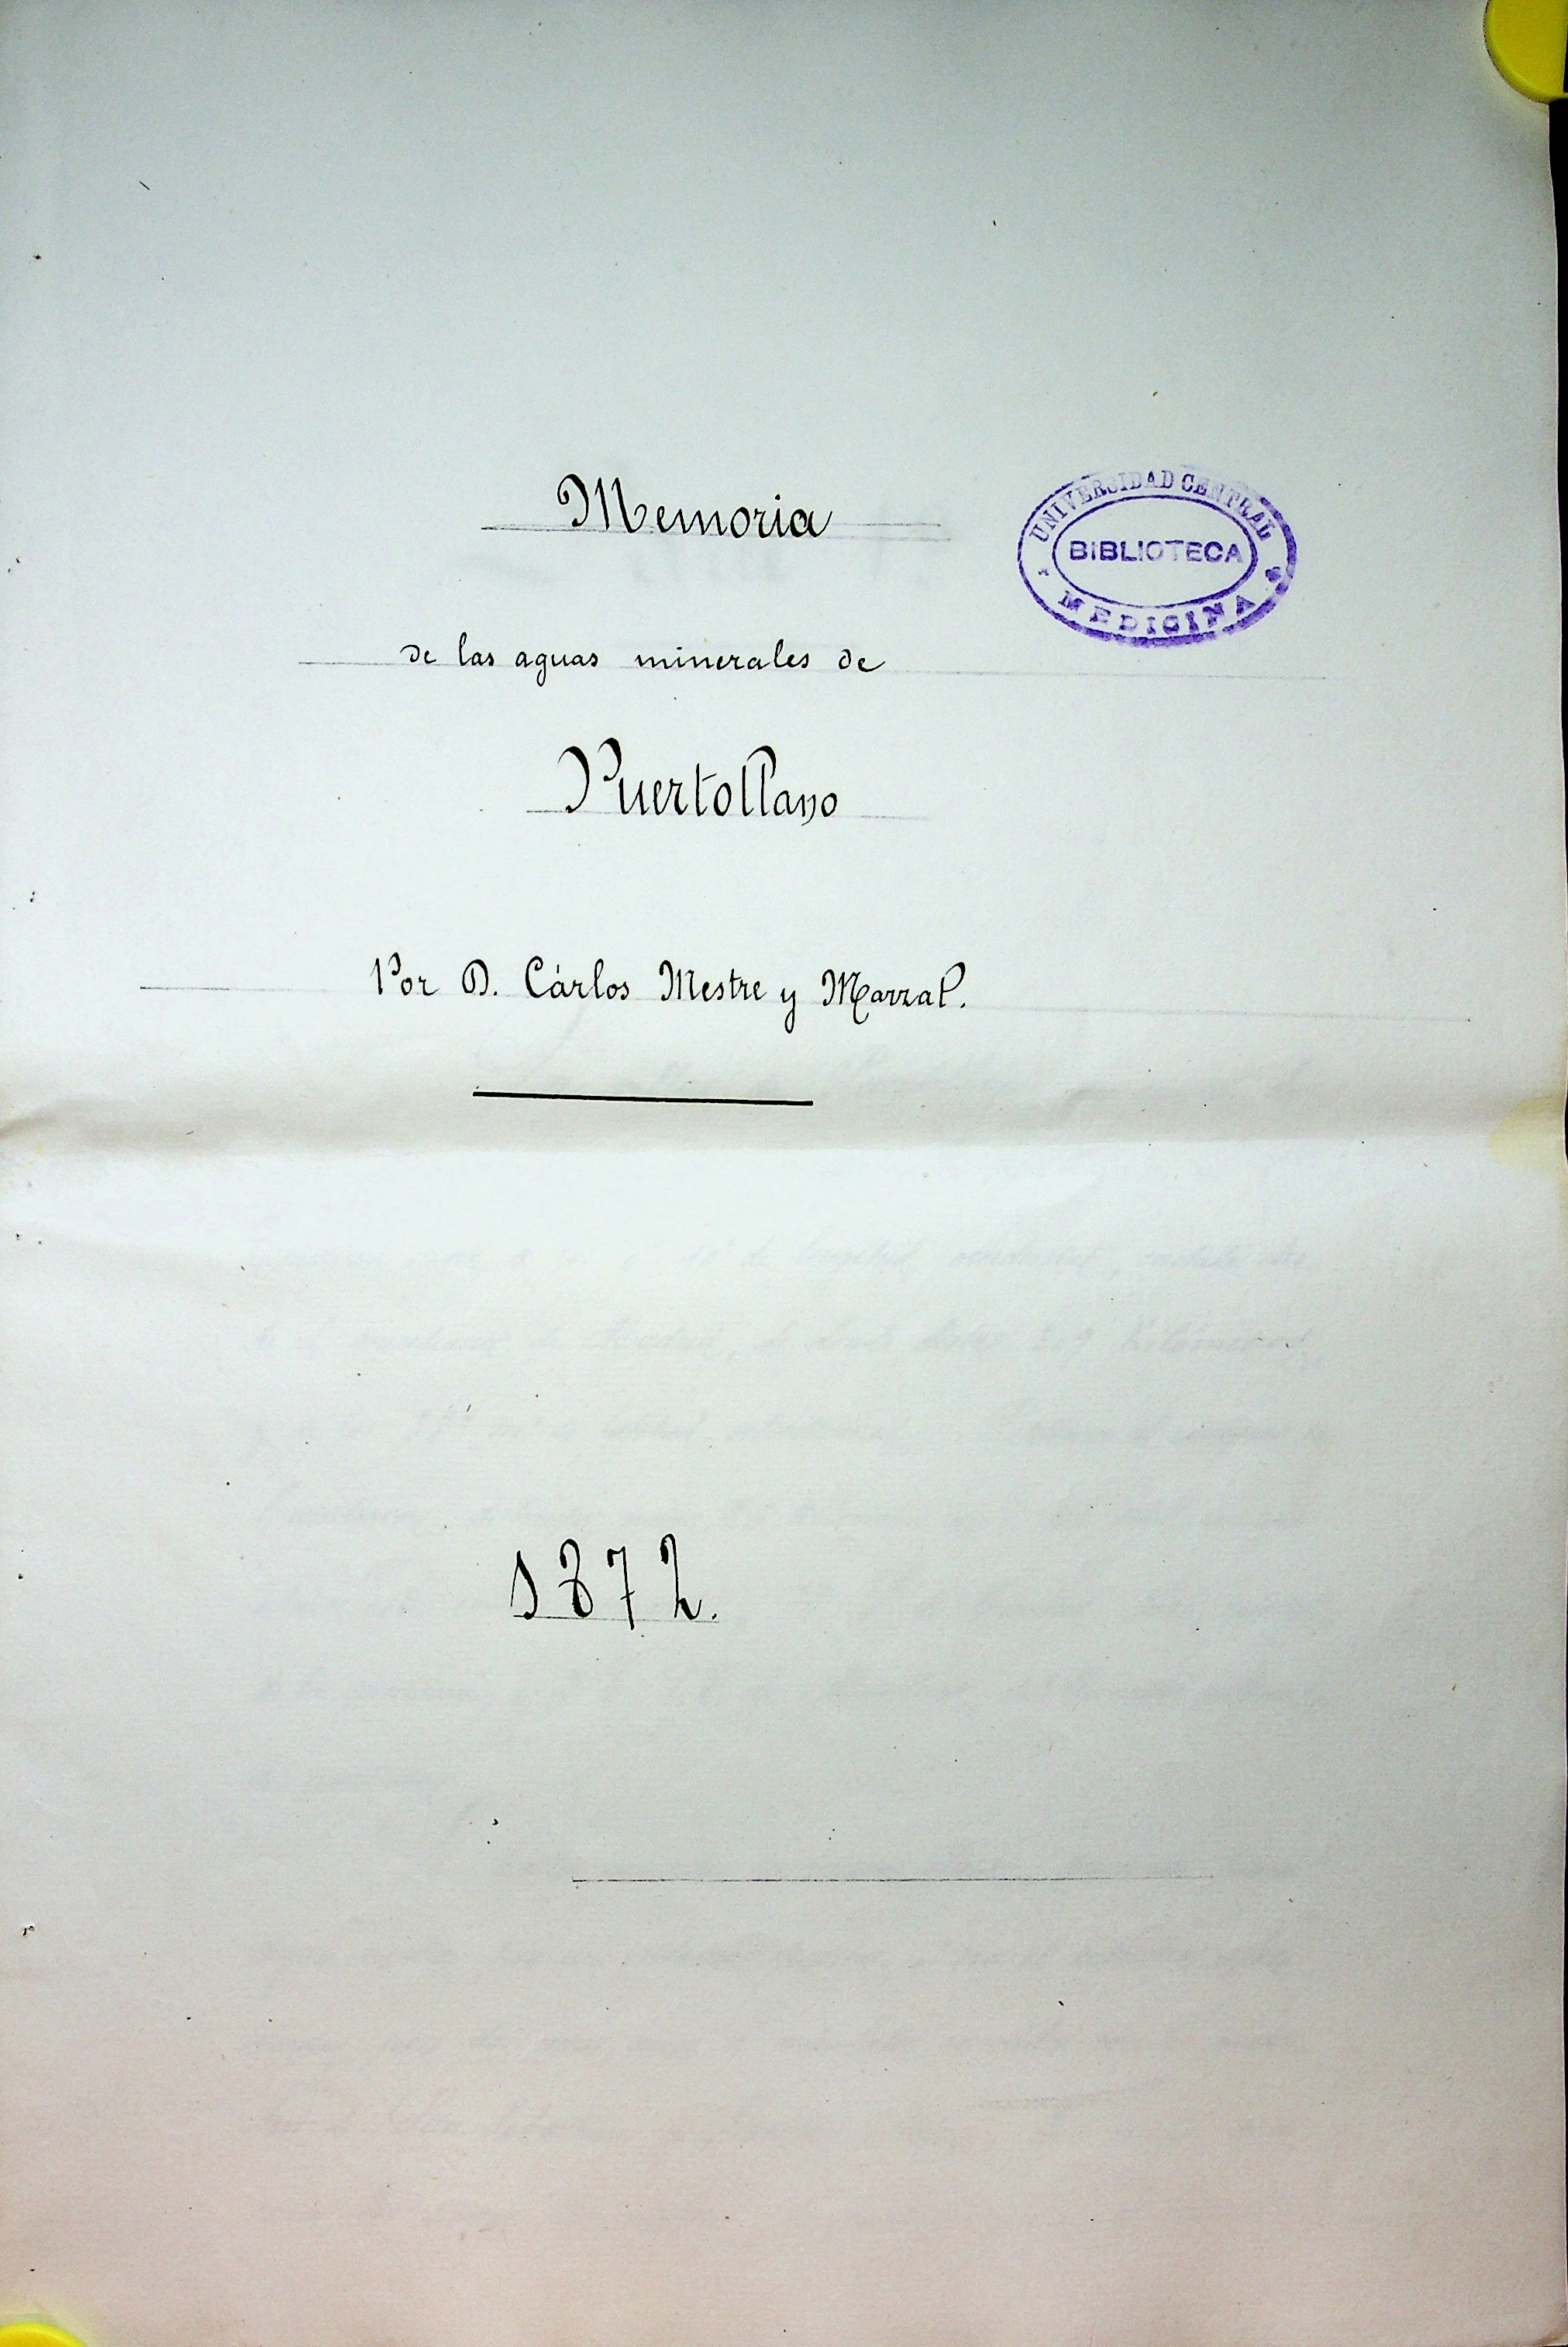 Memoria
UNIVERSIDAD CENTRAL
BIBLIOTECA
MEDICINA
de las aguas minerales de
Puertollano
Por D. Cárlos Mestre y Marzal.
1872.